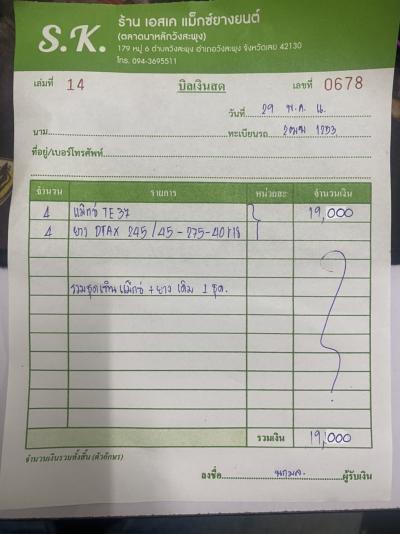 S.K.
ร้าน เอสเค แม็กซ์ยางยนต์
(ตลาดนาหลักวังสะพุง)
179 หมู่ 6 ตำบลวังสะพุง อำเภอวังสะพุง จังหวัดเลย 42130
โทร. 094-3695511
เล่มที่ 14 บิลเงินสด เลขที่ 0678
วันที่ 29 พ.ค.
นาม ทะเบียนรถ 1203
ที่อยู่/เบอร์โทรศัพท์
จำนวน รายการ หน่วยละ จำนวนเงิน
4 แม๊กซ์ TE37 19,000
4 ยาง 245/45-275-40R18
รวมชุดเทิน แม๊กซ์ + ยาง เดิม 1 ชุด.
รวมเงิน 19,000
จำนวนเงินรวมทั้งสิ้น (ตัวอักษร)
ลงชื่อ ผู้รับเงิน